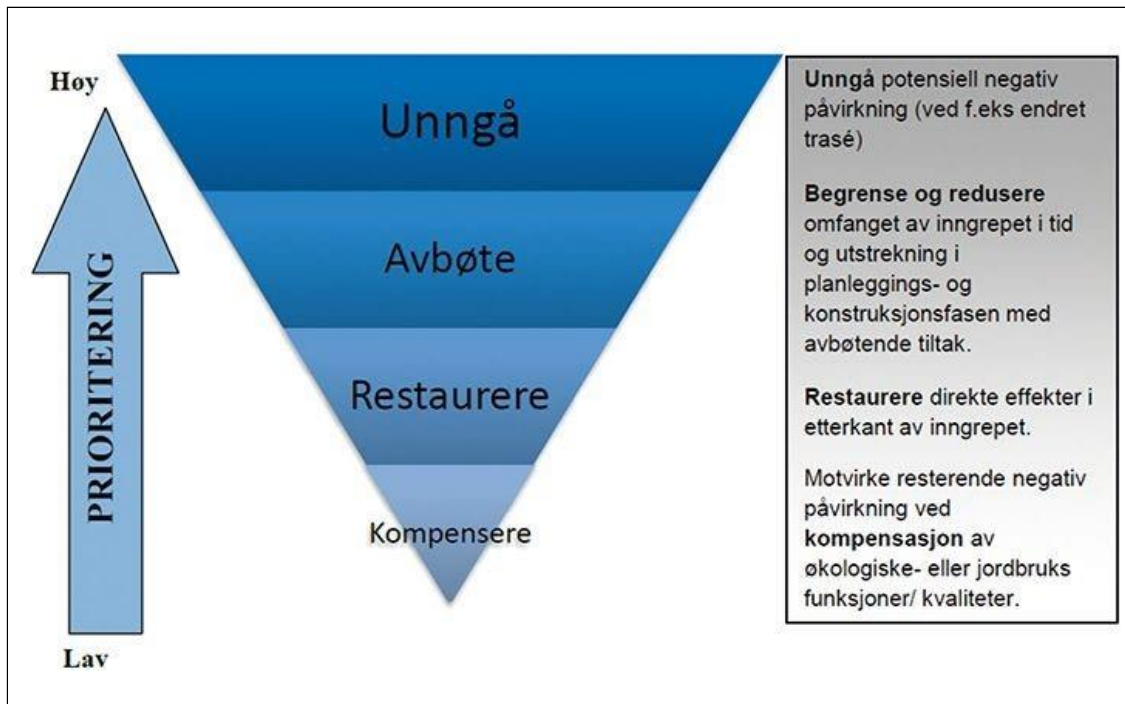 Høy
PRIORITERING
Lav
Unngå
Avbøte
Restaurere
Kompensere
Unngå potensiell negativ
påvirkning (ved f.eks endret
trasé)
Begrense og redusere
omfanget av inngrepet i tid
og utstrekning i
planleggings- og
konstruksjonsfasen med
avbøtende tiltak.
Restaurere direkte effekter i
etterkant av inngrepet.
Motvirke resterende negativ
påvirkning ved
kompensasjon av
økologiske- eller jordbruks
funksjoner/ kvaliteter.